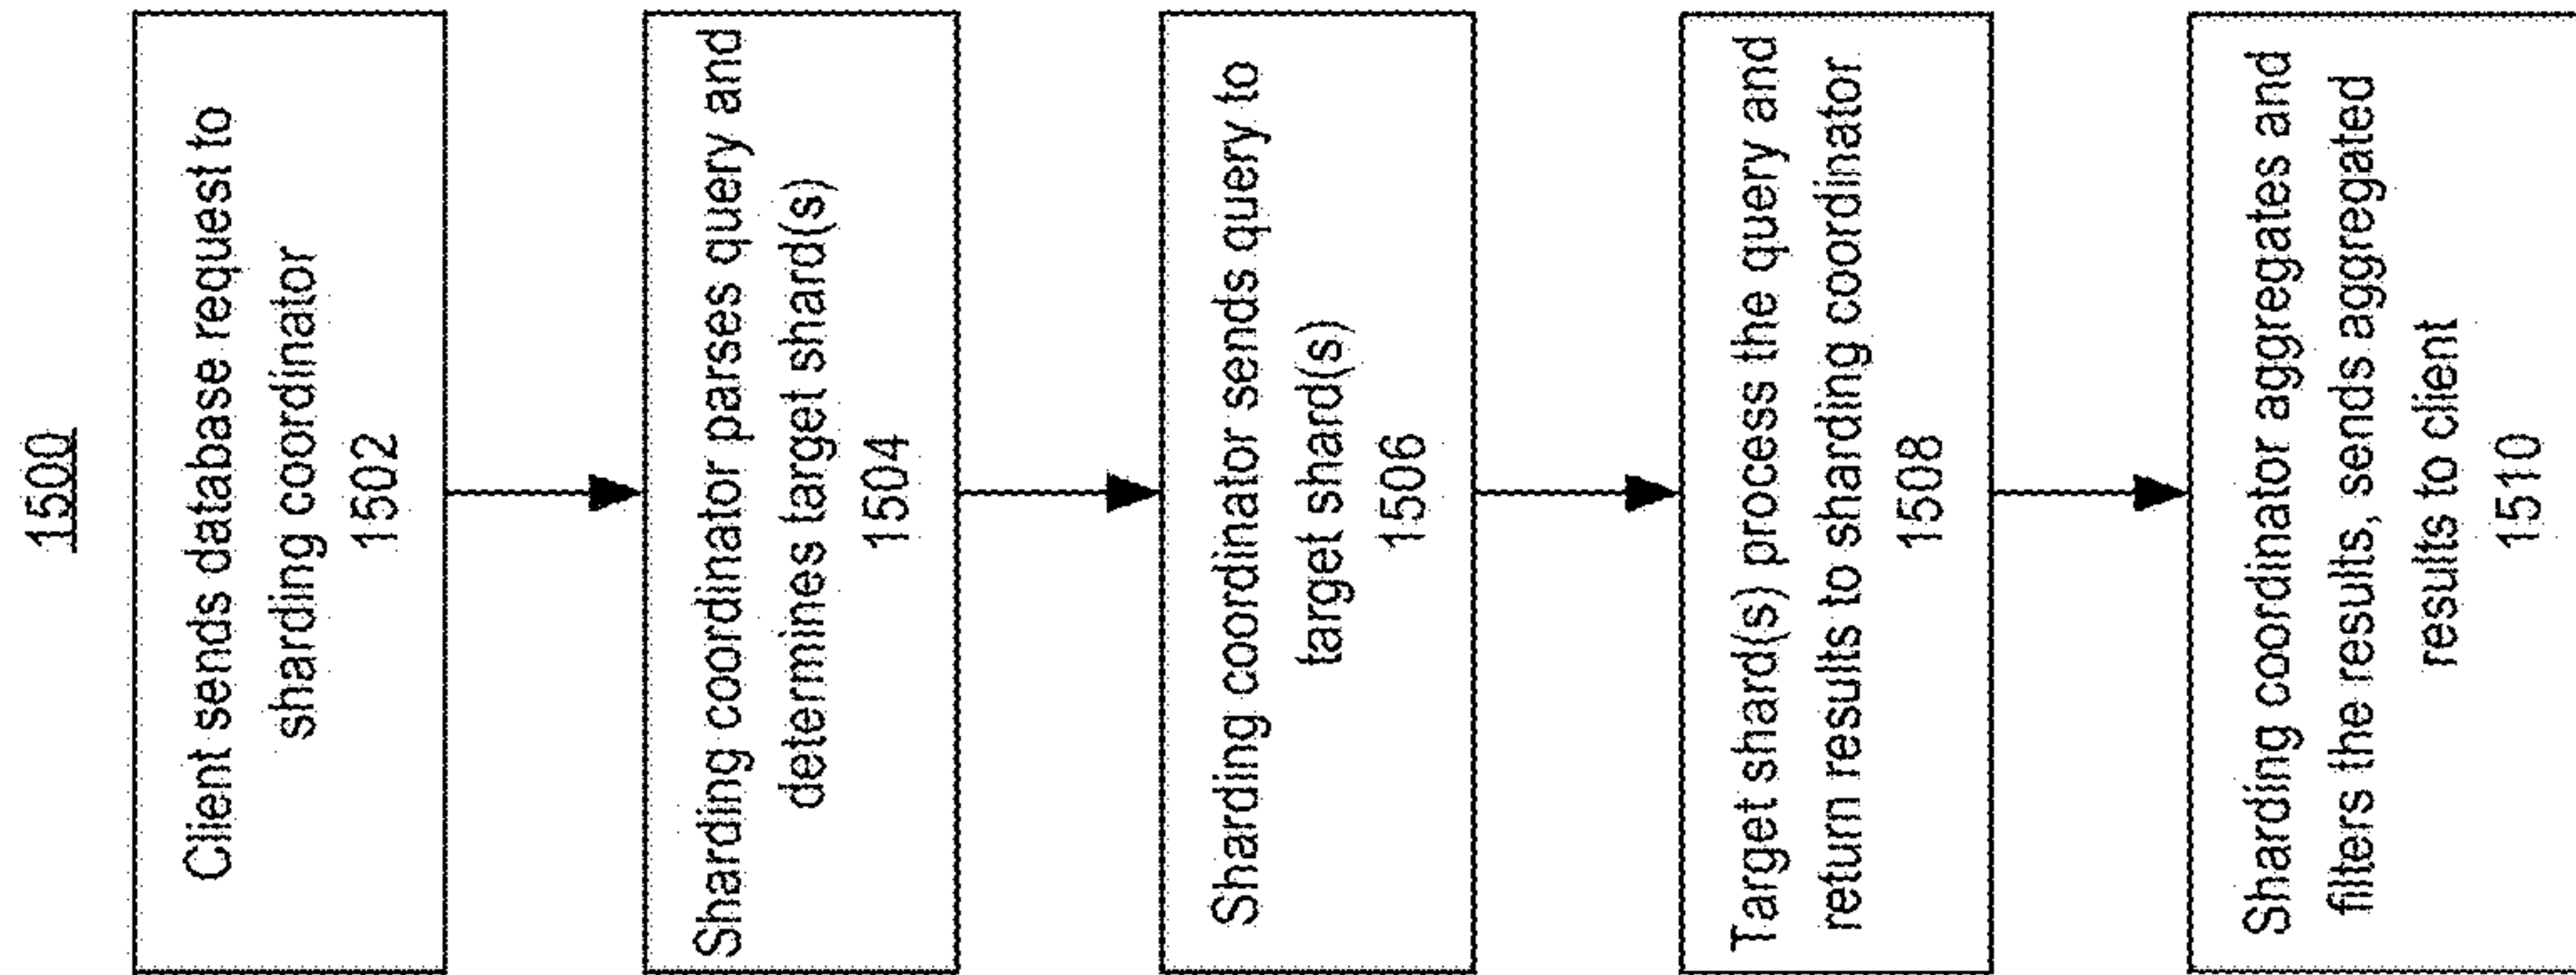 1500
Client sends database request to
sharding coordinator
1502
Sharding coordinator parses query and
determines target shard(s)
1504
Sharding coordinator sends query to
target shard(s)
1506
Target shard(s) process the query and
return results to sharding coordinator
1508
Sharding coordinator aggregates and
filters the results, sends aggregated
results to client
1510